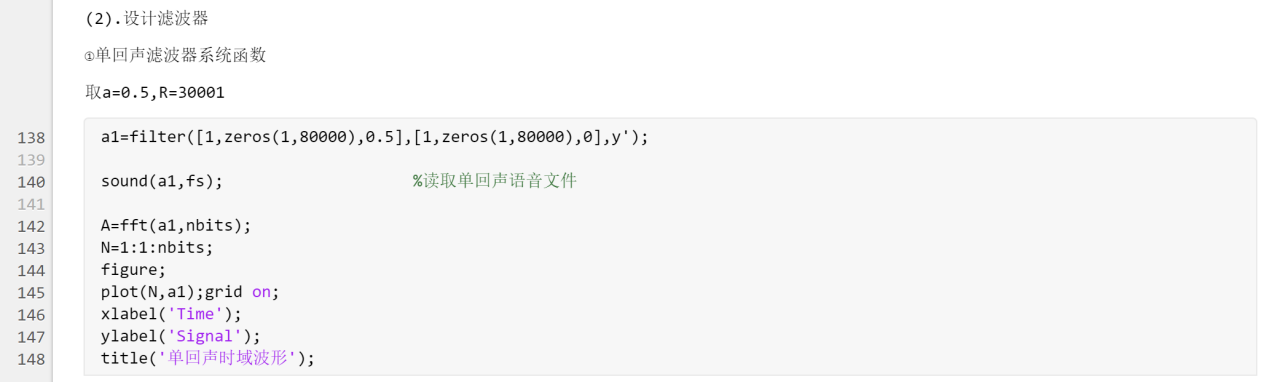 (2).设计滤波器
①单回声滤波器系统函数
取a=0.5,R=30001
138 a1=filter([1,zeros(1,80000),0.5],[1,zeros(1,80000),0],y');
139
140 sound(a1,fs); %读取单回声语音文件
141
142 A=fft(a1,nbits);
143 N=1:1:nbits;
144 figure;
145 plot(N,a1);grid on;
146 xlabel('Time');
147 ylabel('Signal');
148 title('单回声时域波形');